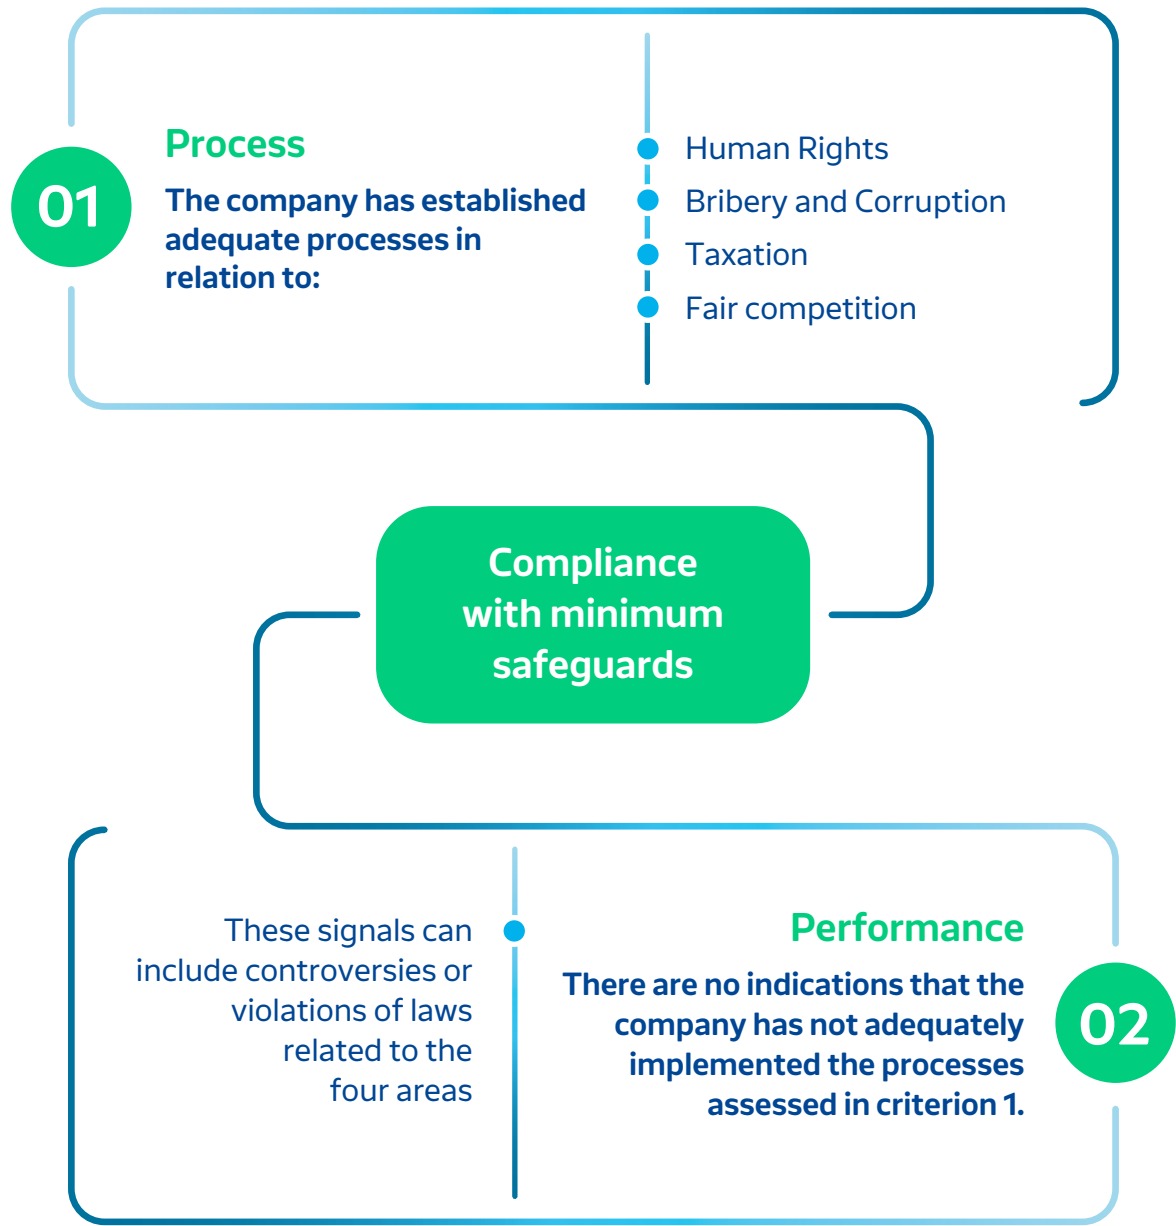 01
Process
The company has established
adequate processes in
relation to:
Human Rights
Bribery and Corruption
Taxation
Fair competition
Compliance
with minimum
safeguards
These signals can
include controversies or
violations of laws
related to the
four areas
Performance
There are no indications that the
company has not adequately
implemented the processes
assessed in criterion 1.
02